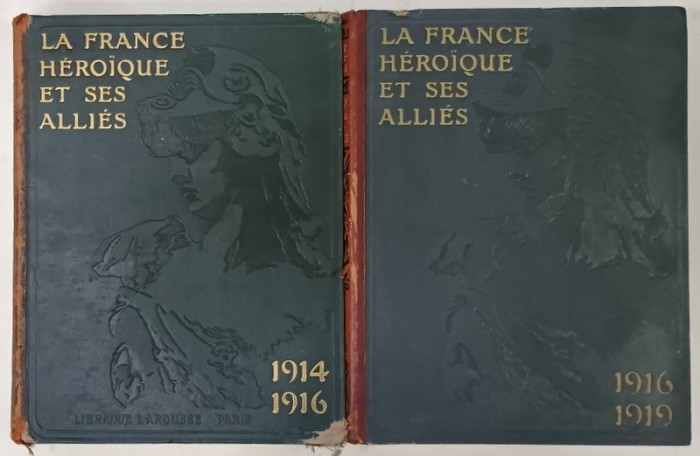 LA FRANCE
HÉROÏQUE
ET SES
ALLIÉS
1914
1916
LIBRAIRIE LAROUSSE PARIS
LA FRANCE
HÉROÏQUE
ET SES
ALLIÉS
1916
1919